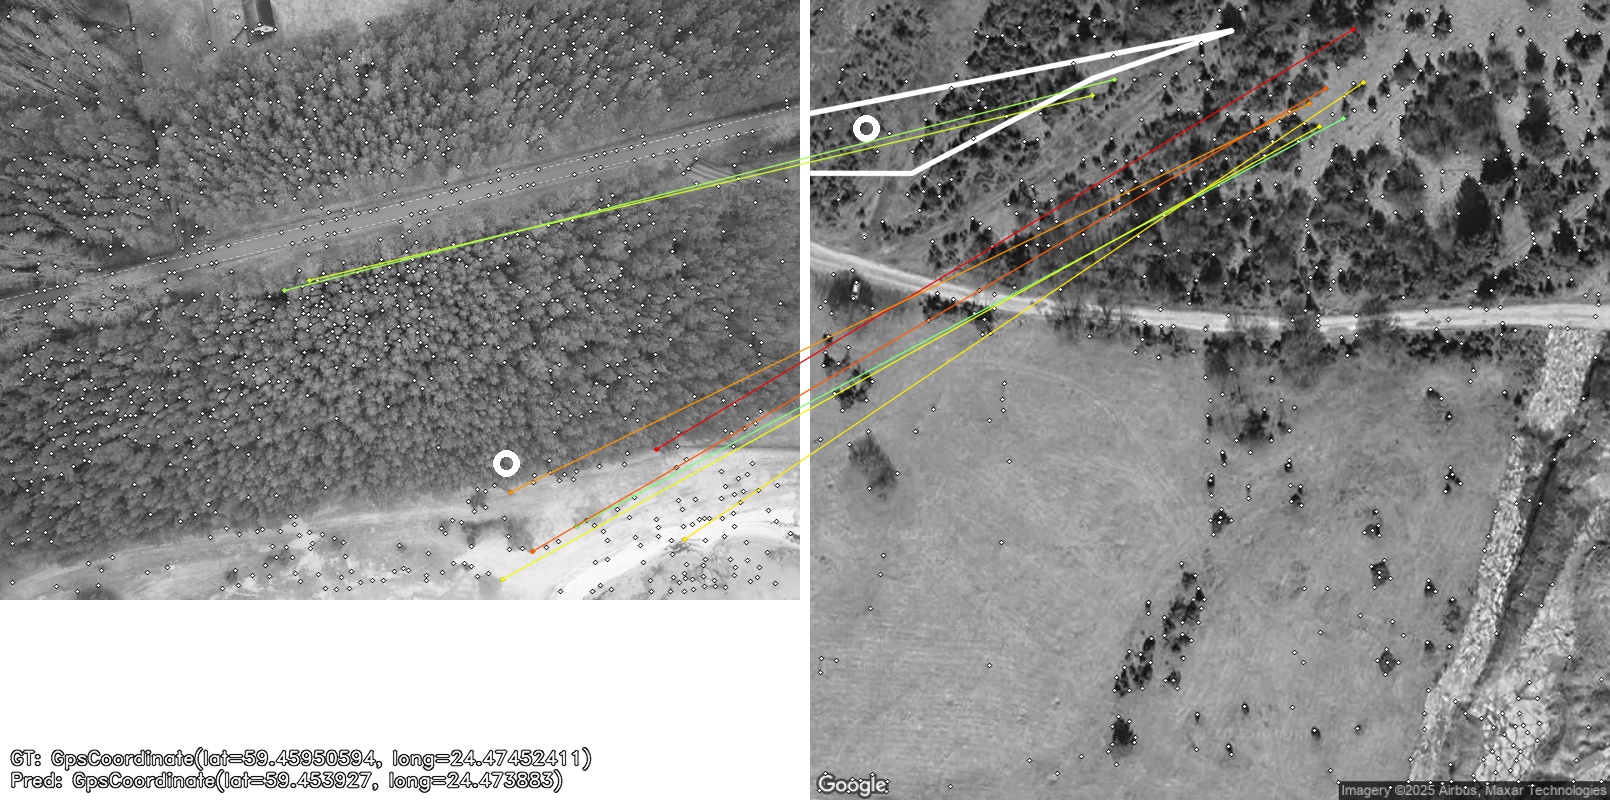 GT: GpsCoordinate(lat=59.45950594, long=24.47452411)
Pred: GpsCoordinate(lat=59.453927, long=24.473883)
Google
Imagery ©2025 Airbus, Maxar Technologies